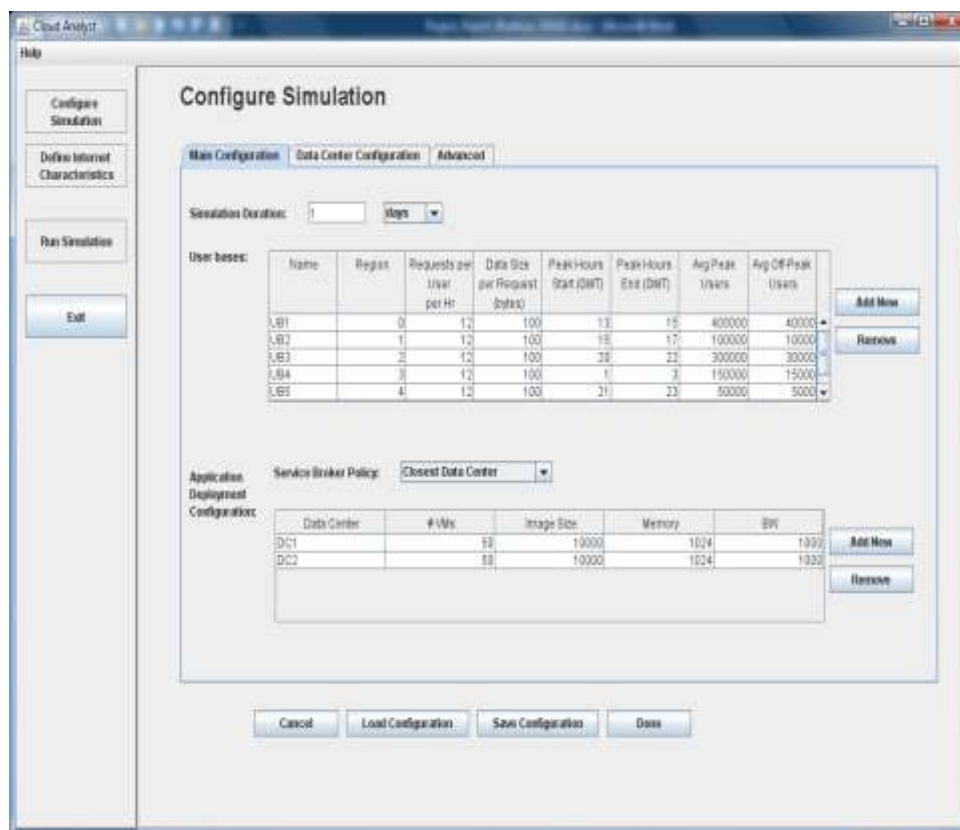 Cloud Analyst
Help
Configure Simulation
Configure
Simulation
Define Internet
Characteristics
Run Simulation
Exit
Main Configuration Data Center Configuration Advanced
Simulation Duration: 1 days
User bases:
Name Region Requests per User per Hr Data Size per Request (bytes) Peak Hours Start (GMT) Peak Hours End (GMT) Avg Peak Users Avg Off-Peak Users
UB1 0 12 100 13 15 400000 40000
UB2 1 12 100 15 17 100000 10000
UB3 2 12 100 20 22 300000 30000
UB4 3 12 100 1 3 150000 15000
UB5 4 12 100 21 23 50000 5000
Add New
Remove
Application
Deployment
Configuration:
Service Broker Policy: Closest Data Center
Data Center # VMs Image Size Memory BW
DC1 50 10000 1024 1000
DC2 50 10000 1024 1000
Add New
Remove
Cancel Load Configuration Save Configuration Done